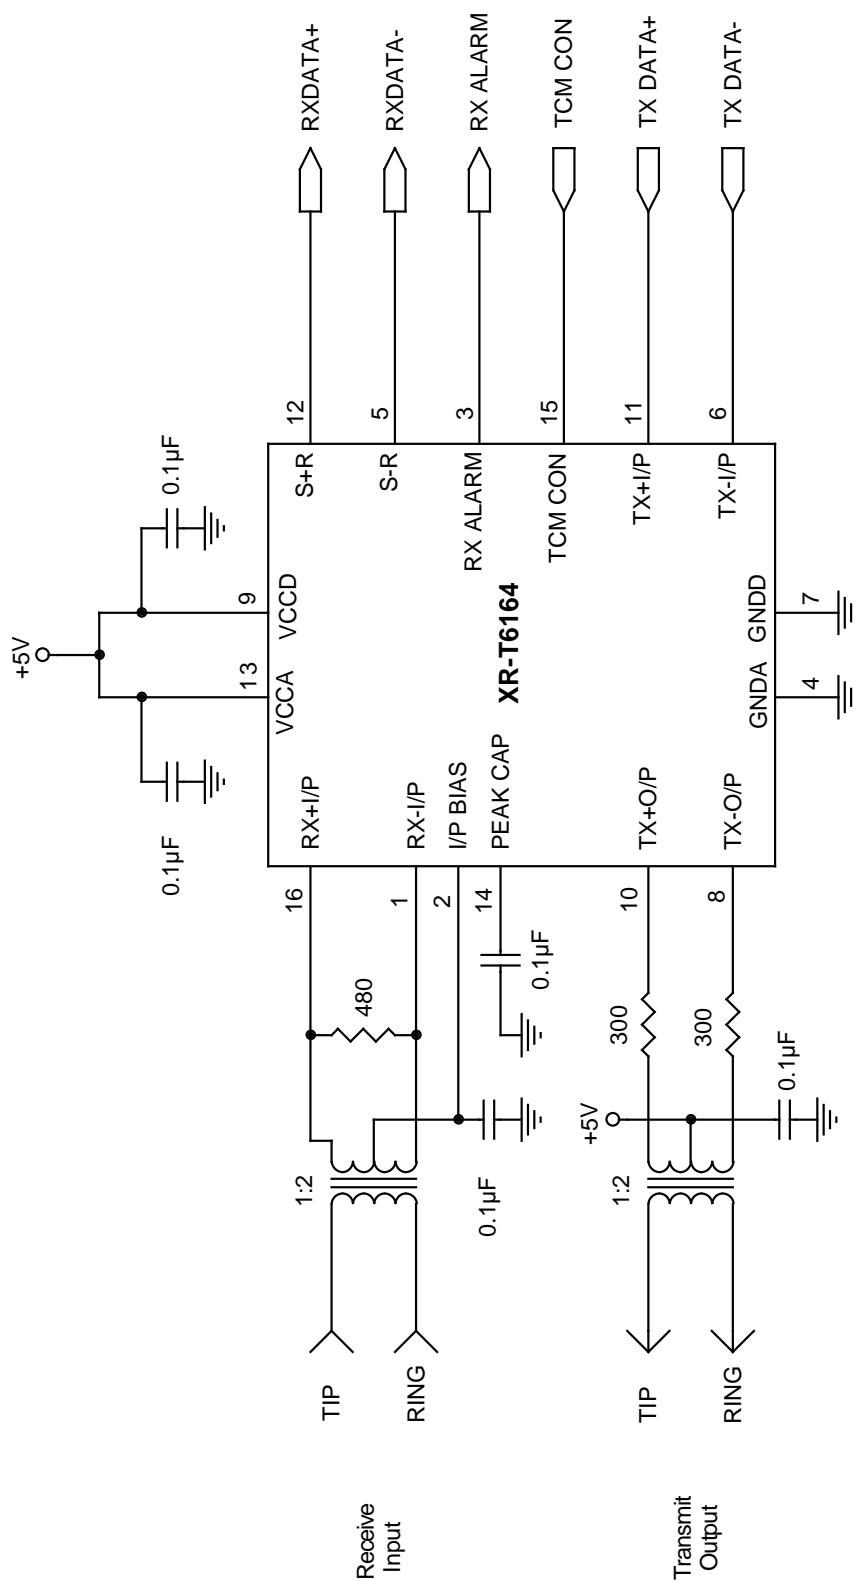 Receive
Input
TIP
RING
1:2
0.1µF
480
0.1µF
16
1
2
14
RX+I/P
RX-I/P
I/P BIAS
PEAK CAP
0.1µF
+5V
13
9
VCCA
VCCD
0.1µF
XR-T6164
S+R
S-R
RX ALARM
TCM CON
TX+I/P
TX-I/P
12
5
3
15
11
6
RXDATA+
RXDATA-
RX ALARM
TCM CON
TX DATA+
TX DATA-
Transmit
Output
TIP
RING
1:2
+5V
0.1µF
300
300
10
8
TX+O/P
TX-O/P
GNDA
GNDD
4
7